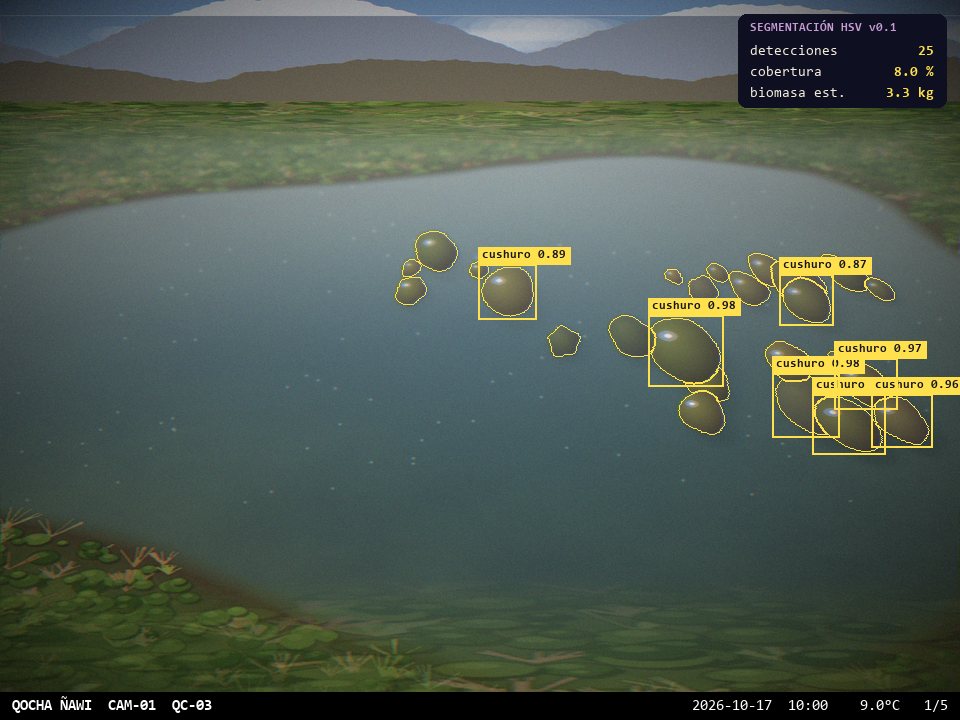 SEGMENTACIÓN HSV v0.1
detecciones 25
cobertura 8.0 %
biomasa est. 3.3 kg
cushuro 0.89
cushuro 0.87
cushuro 0.98
cushuro 0.97
cushuro 0.98
cushuro
cushuro 0.96
QOCHA ÑAWI CAM-01 QC-03
2026-10-17 10:00 9.0°C 1/5